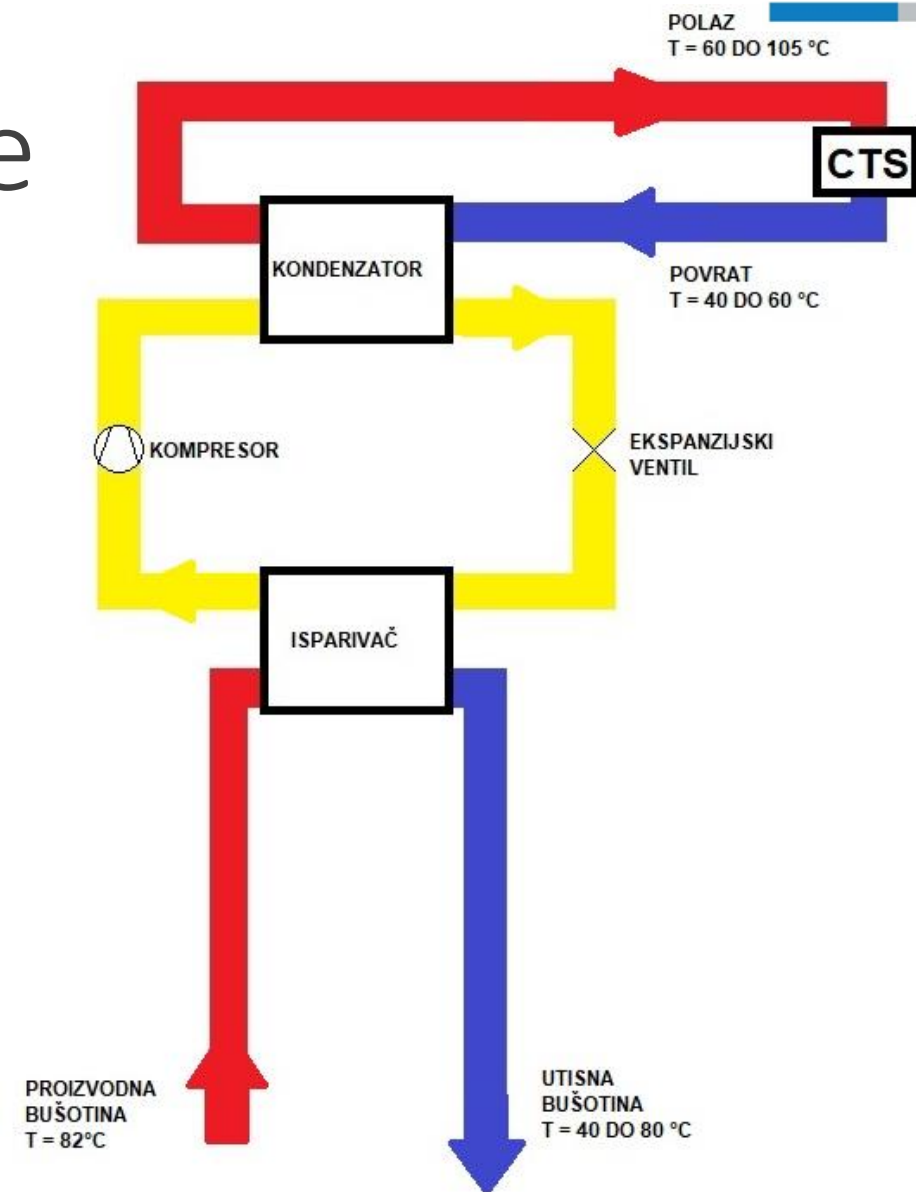 e
POLAZ
T = 60 DO 105 °C
CTS
KONDENZATOR
POVRAT
T = 40 DO 60 °C
KOMPRESOR
EKSPANZIJSKI
VENTIL
ISPARIVAČ
PROIZVODNA
BUŠOTINA
T = 82°C
UTISNA
BUŠOTINA
T = 40 DO 80 °C